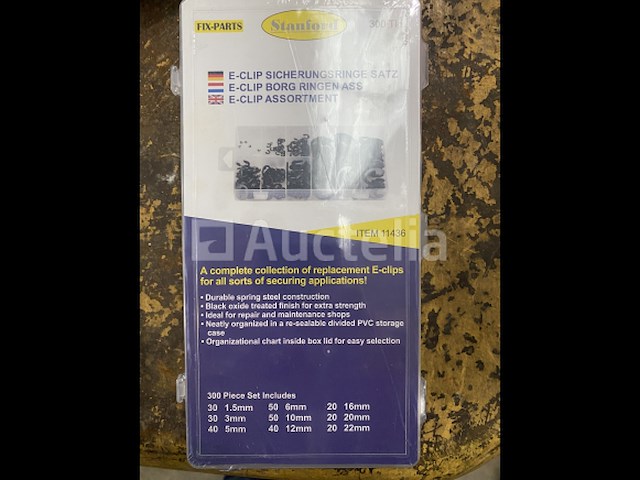 FIX-PARTS
Stanford
E-CLIP SICHERUNGSRINGE SATZ
E-CLIP BORG RINGEN ASS
E-CLIP ASSORTMENT
ITEM 11436
Auctelia
A complete collection of replacement E-clips
for all sorts of securing applications!
• Durable spring steel construction
• Black oxide treated finish for extra strength
• Ideal for repair and maintenance shops
• Neatly organized in a re-sealable divided PVC storage
case
• Organizational chart inside box lid for easy selection
300 Piece Set Includes
30 1.5mm 50 6mm 20 16mm
30 3mm 50 10mm 20 20mm
40 5mm 40 12mm 20 22mm